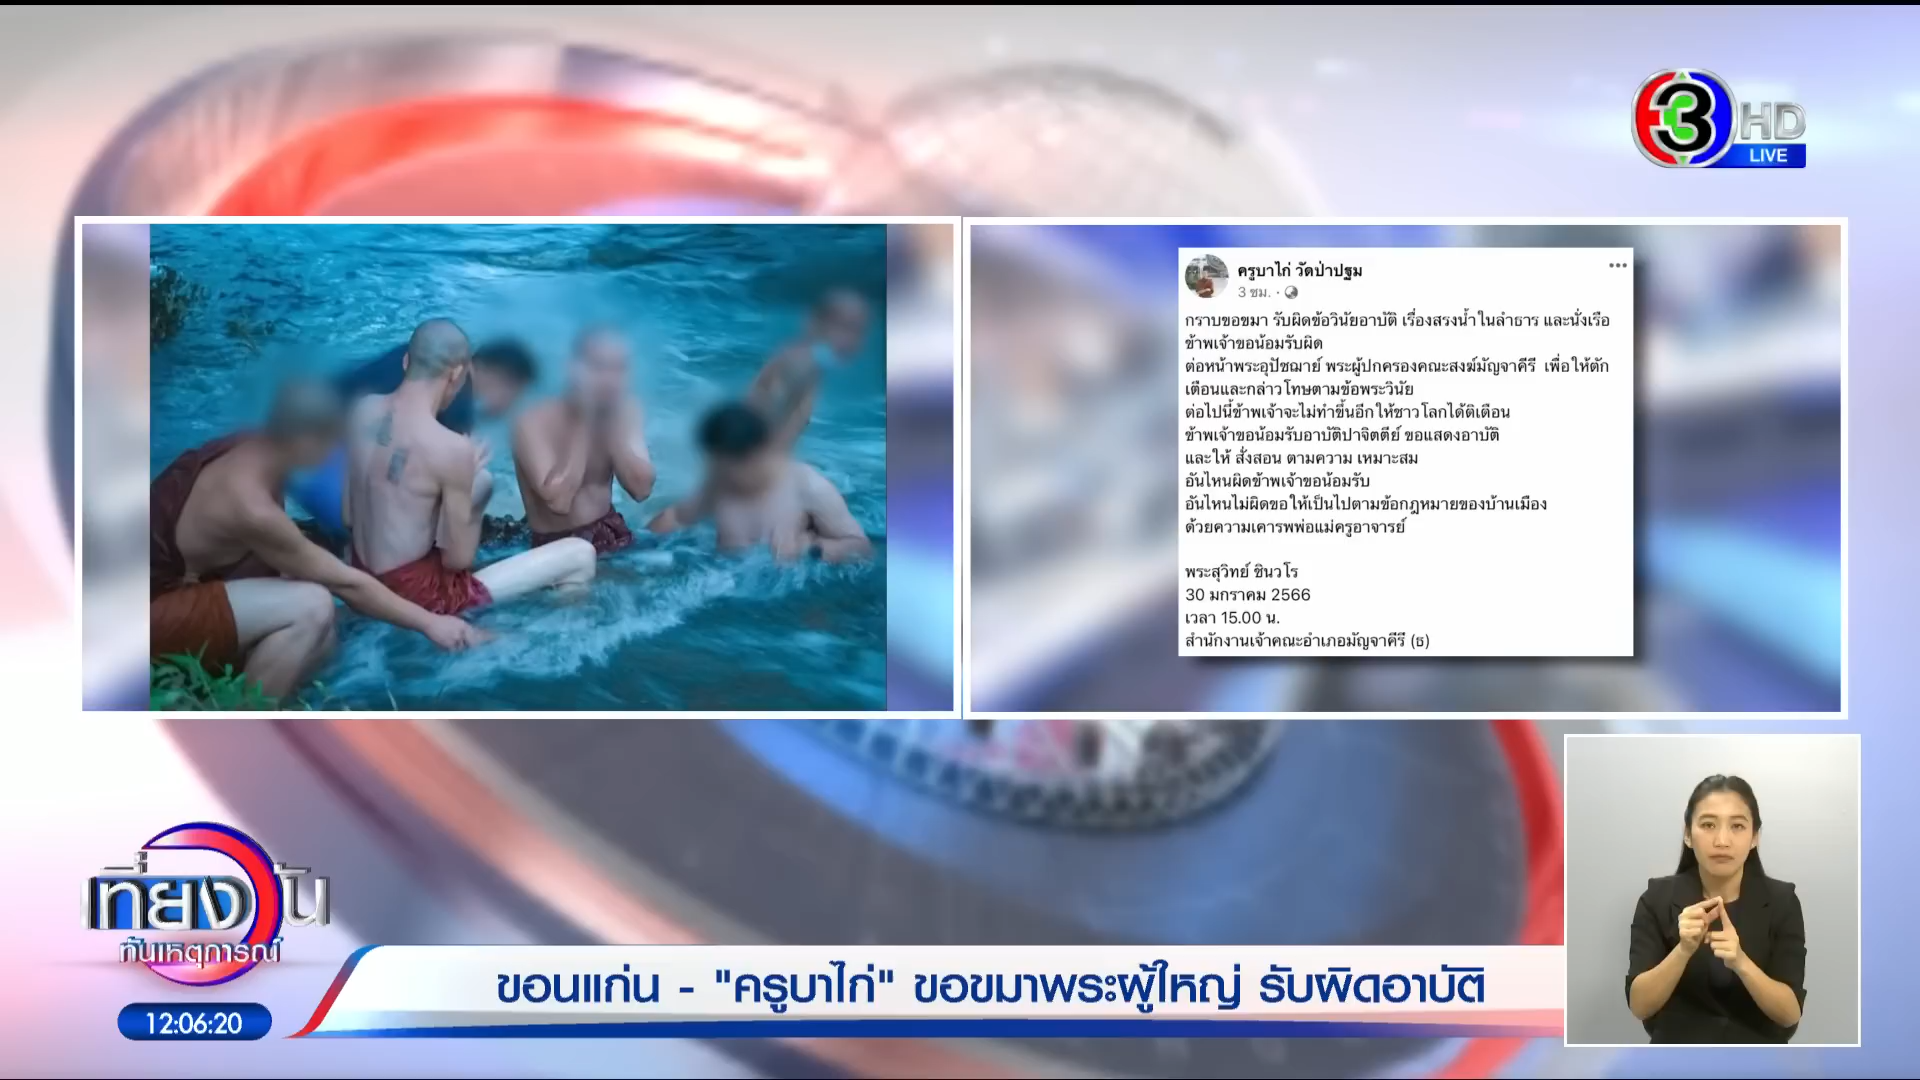 3 HD
LIVE
ครูบาไก่ วัดป่าปฐม
3 ชม. ·
กราบขอขมา รับผิดข้อวินัยอาบัติ เรื่องสรงน้ำในลำธาร และนั่งเรือ
ข้าพเจ้าขอน้อมรับผิด
ต่อหน้าพระอุปัชฌาย์ พระผู้ปกครองคณะสงฆ์มัญจาคีรี เพื่อให้ตัก
เตือนและกล่าวโทษตามข้อพระวินัย
ต่อไปนี้ข้าพเจ้าจะไม่ทำขึ้นอีกให้ชาวโลกได้ติเตือน
ข้าพเจ้าขอน้อมรับอาบัติปาจิตตีย์ ขอแสดงอาบัติ
และให้ สั่งสอน ตามความ เหมาะสม
อันไหนผิดข้าพเจ้าขอน้อมรับ
อันไหนไม่ผิดขอให้เป็นไปตามข้อกฎหมายของบ้านเมือง
ด้วยความเคารพพ่อแม่ครูอาจารย์
พระสุวิทย์ ชินวโร
30 มกราคม 2566
เวลา 15.00 น.
สำนักงานเจ้าคณะอำเภอมัญจาคีรี (ธ)
เที่ยงวัน
ทันเหตุการณ์
ขอนแก่น - "ครูบาไก่" ขอขมาพระผู้ใหญ่ รับผิดอาบัติ
12:06:20